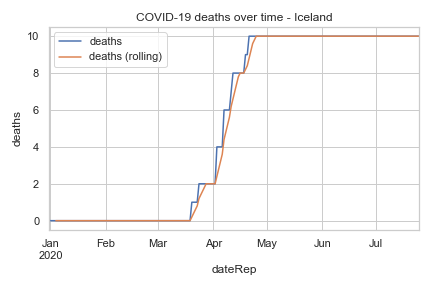 COVID-19 deaths over time - Iceland
deaths
deaths (rolling)
deaths
10
8
6
4
2
0
Jan Feb Mar Apr May Jun Jul
2020
dateRep